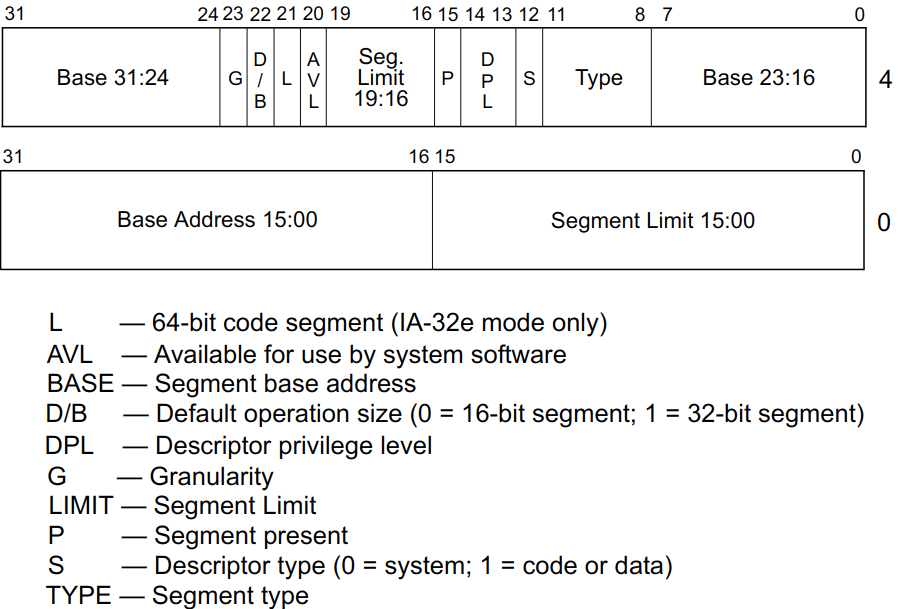 31 24 23 22 21 20 19 16 15 14 13 12 11 8 7 0
Base 31:24 G D/B L AVL Seg. Limit 19:16 P DPL S Type Base 23:16 4
31 16 15 0
Base Address 15:00 Segment Limit 15:00 0
L — 64-bit code segment (IA-32e mode only)
AVL — Available for use by system software
BASE — Segment base address
D/B — Default operation size (0 = 16-bit segment; 1 = 32-bit segment)
DPL — Descriptor privilege level
G — Granularity
LIMIT — Segment Limit
P — Segment present
S — Descriptor type (0 = system; 1 = code or data)
TYPE — Segment type